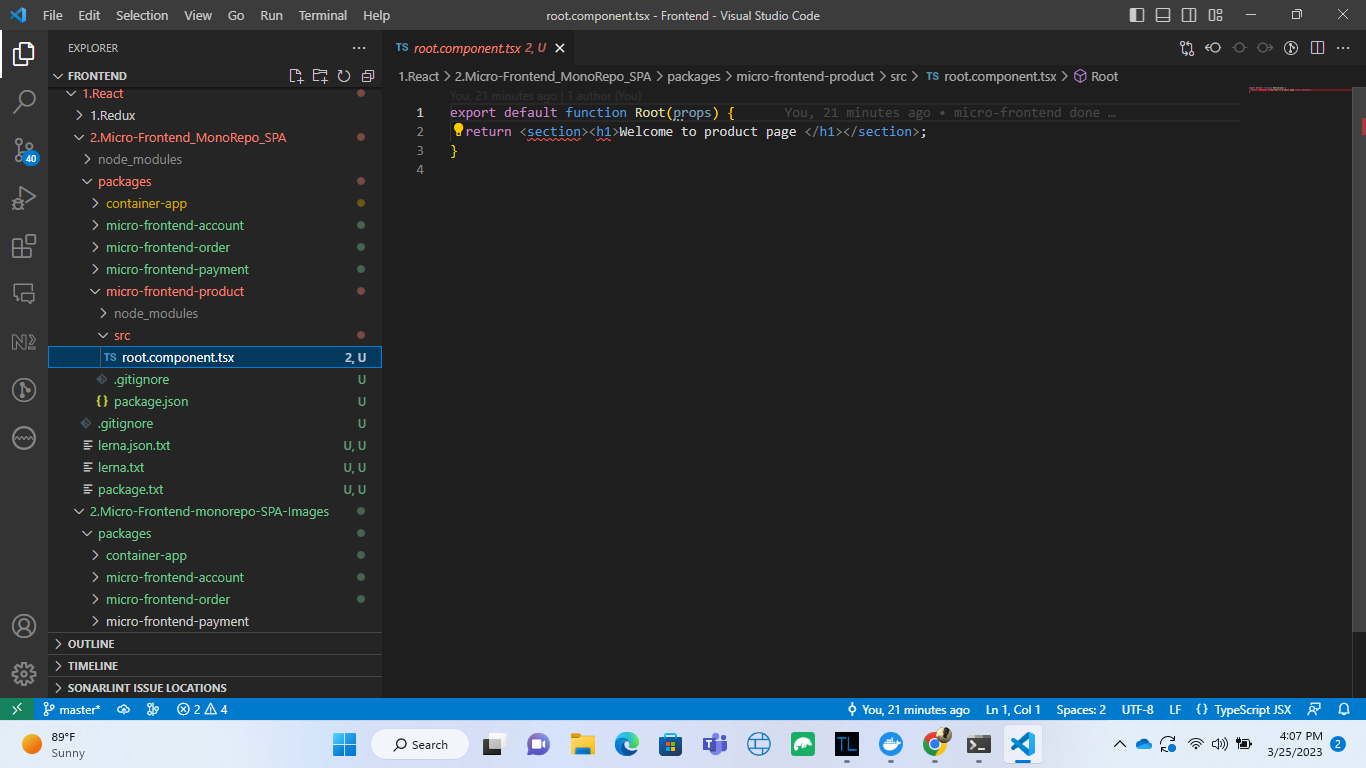 File Edit Selection View Go Run Terminal Help
root.component.tsx - Frontend - Visual Studio Code
EXPLORER
FRONTEND
1.React
1.Redux
2.Micro-Frontend_MonoRepo_SPA
node_modules
packages
container-app
micro-frontend-account
micro-frontend-order
micro-frontend-payment
micro-frontend-product
node_modules
src
TS root.component.tsx 2, U
.gitignore U
{} package.json U
.gitignore U
lerna.json.txt U, U
lerna.txt U, U
package.txt U, U
2.Micro-Frontend-monorepo-SPA-Images
packages
container-app
micro-frontend-account
micro-frontend-order
micro-frontend-payment
OUTLINE
TIMELINE
SONARLINT ISSUE LOCATIONS
40
TS root.component.tsx 2, U
1.React > 2.Micro-Frontend_MonoRepo_SPA > packages > micro-frontend-product > src > TS root.component.tsx > Root
You, 21 minutes ago | 1 author (You)
1 export default function Root(props) { You, 21 minutes ago • micro-frontend done …
2 return <section><h1>Welcome to product page </h1></section>;
3 }
4
master* 2 4
You, 21 minutes ago Ln 1, Col 1 Spaces: 2 UTF-8 LF {} TypeScript JSX
89°F
Sunny
Search
TL
4:07 PM
3/25/2023
2